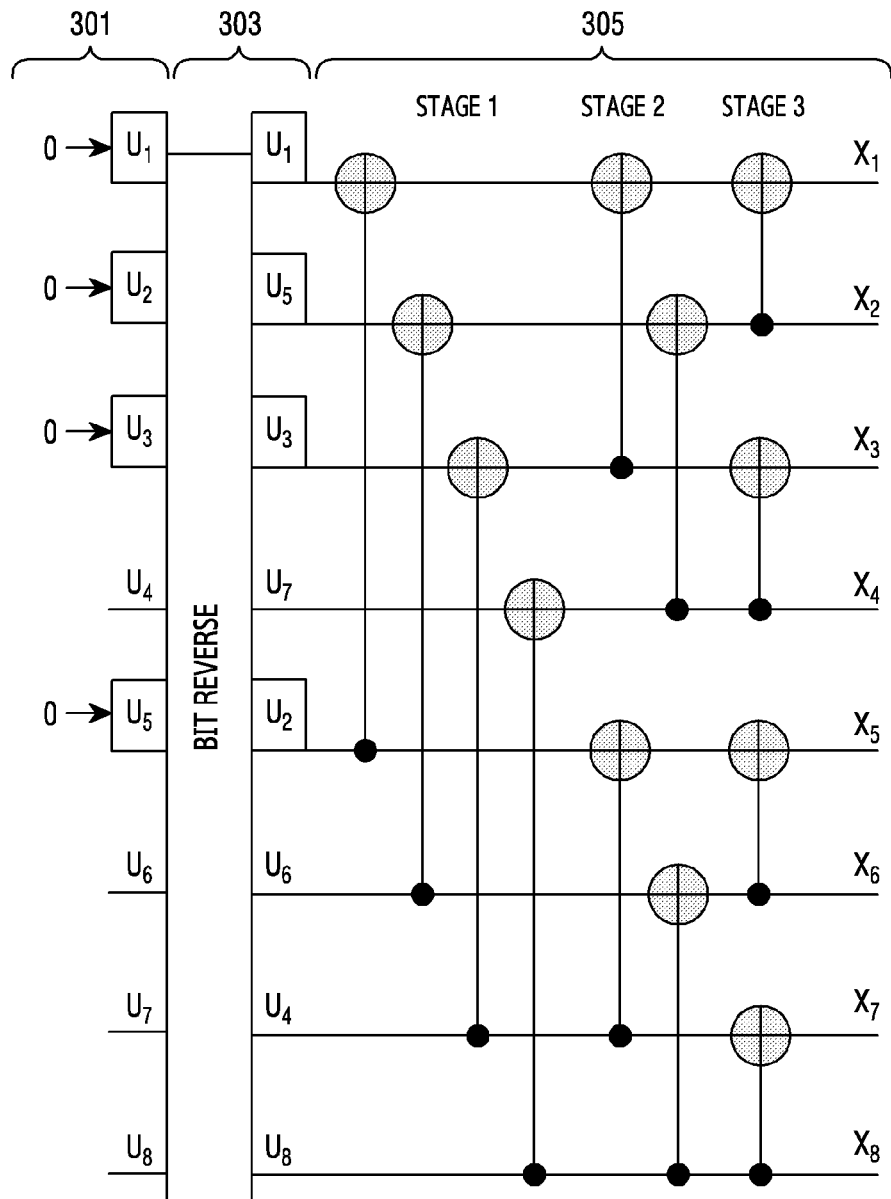 301 303 305
STAGE 1 STAGE 2 STAGE 3
0 U1 U1 X1
0 U2 U5 X2
0 U3 U3 X3
U4 U7 X4
BIT REVERSE
0 U5 U2 X5
U6 U6 X6
U7 U4 X7
U8 U8 X8